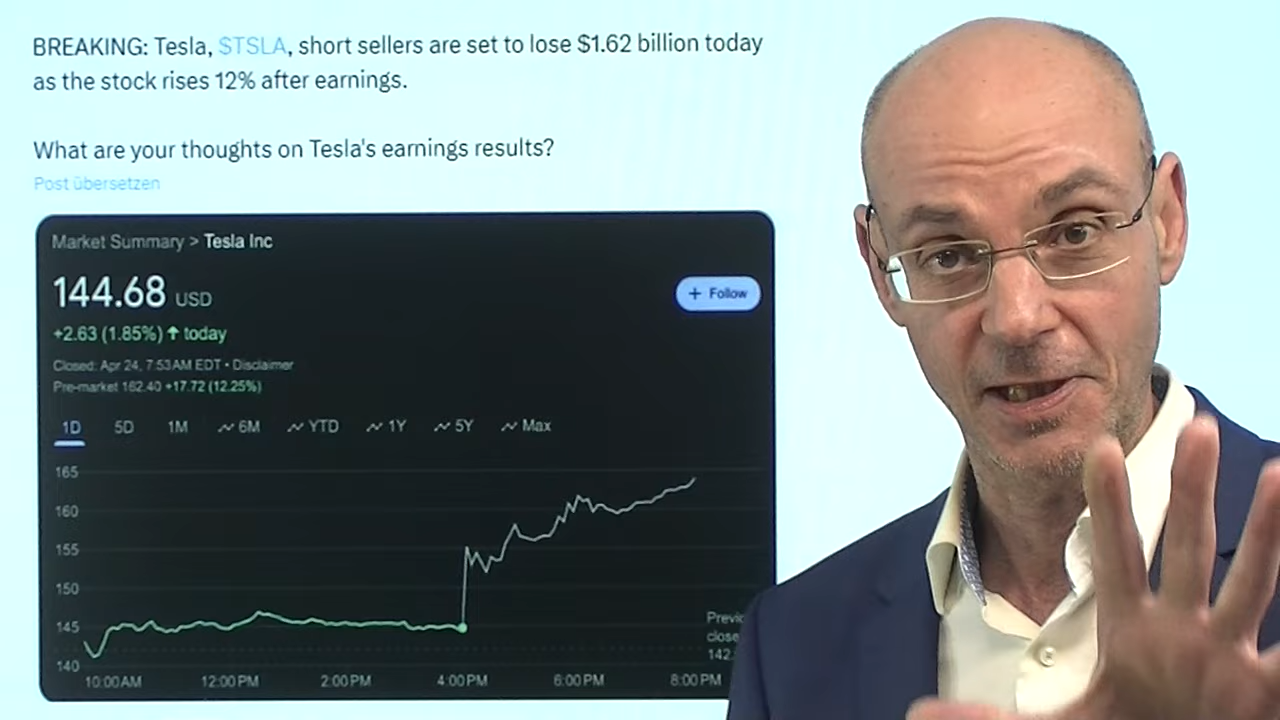 BREAKING: Tesla, $TSLA, short sellers are set to lose $1.62 billion today
as the stock rises 12% after earnings.
What are your thoughts on Tesla's earnings results?
Post übersetzen
Market Summary > Tesla Inc
144.68 USD
+ Follow
+2.63 (1.85%) ↑ today
Closed: Apr 24, 7:53 AM EDT • Disclaimer
Pre-market 162.40 +17.72 (12.25%)
1D 5D 1M 6M YTD 1Y 5Y Max
165
160
155
150
145
140
close
142.
10:00 AM 12:00 PM 2:00 PM 4:00 PM 6:00 PM 8:00 PM